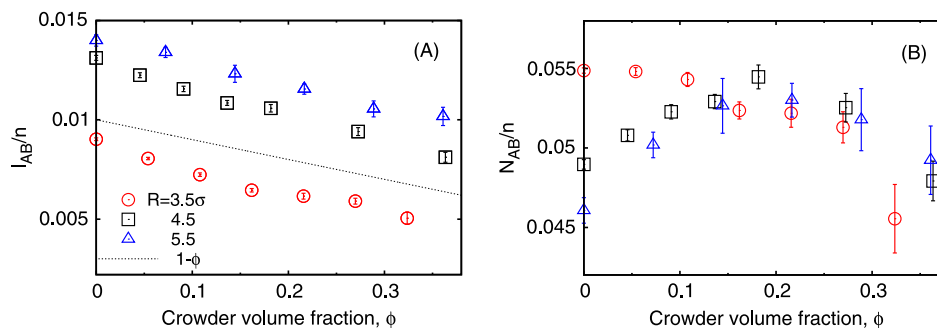 0.015
0.01
0.005
I_AB/n
(A)
R=3.5σ
4.5
5.5
1-ϕ
0 0.1 0.2 0.3
Crowder volume fraction, ϕ
0.055
0.05
0.045
N_AB/n
(B)
0 0.1 0.2 0.3
Crowder volume fraction, ϕ